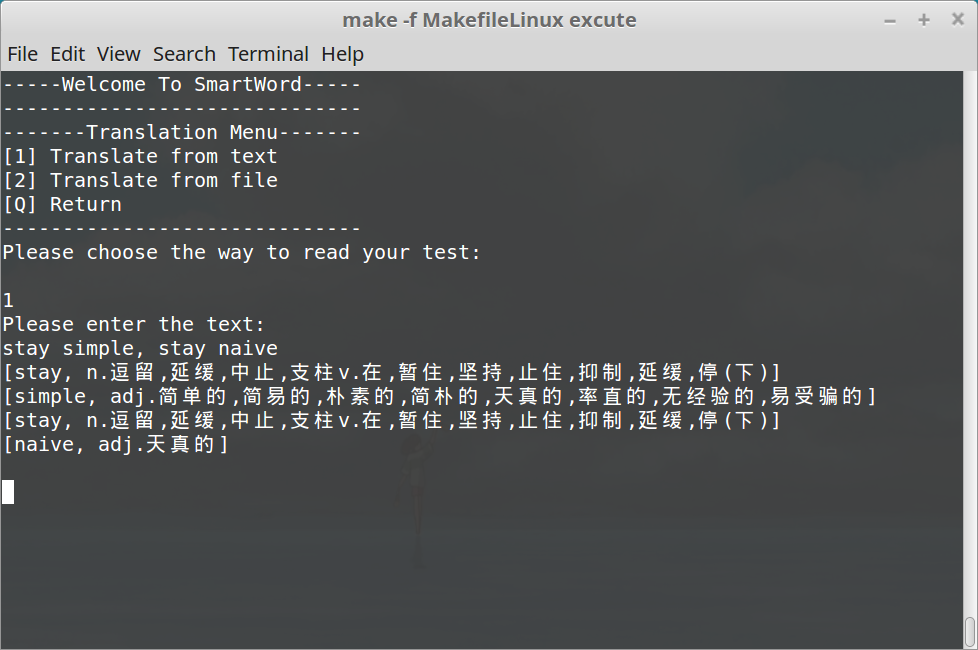 make -f MakefileLinux excute
File Edit View Search Terminal Help
-----Welcome To SmartWord-----
------------------------------
-------Translation Menu-------
[1] Translate from text
[2] Translate from file
[Q] Return
------------------------------
Please choose the way to read your test:
1
Please enter the text:
stay simple, stay naive
[stay, n.逗留,延缓,中止,支柱v.在,暂住,坚持,止住,抑制,延缓,停(下)]
[simple, adj.简单的,简易的,朴素的,简朴的,天真的,率直的,无经验的,易受骗的]
[stay, n.逗留,延缓,中止,支柱v.在,暂住,坚持,止住,抑制,延缓,停(下)]
[naive, adj.天真的]